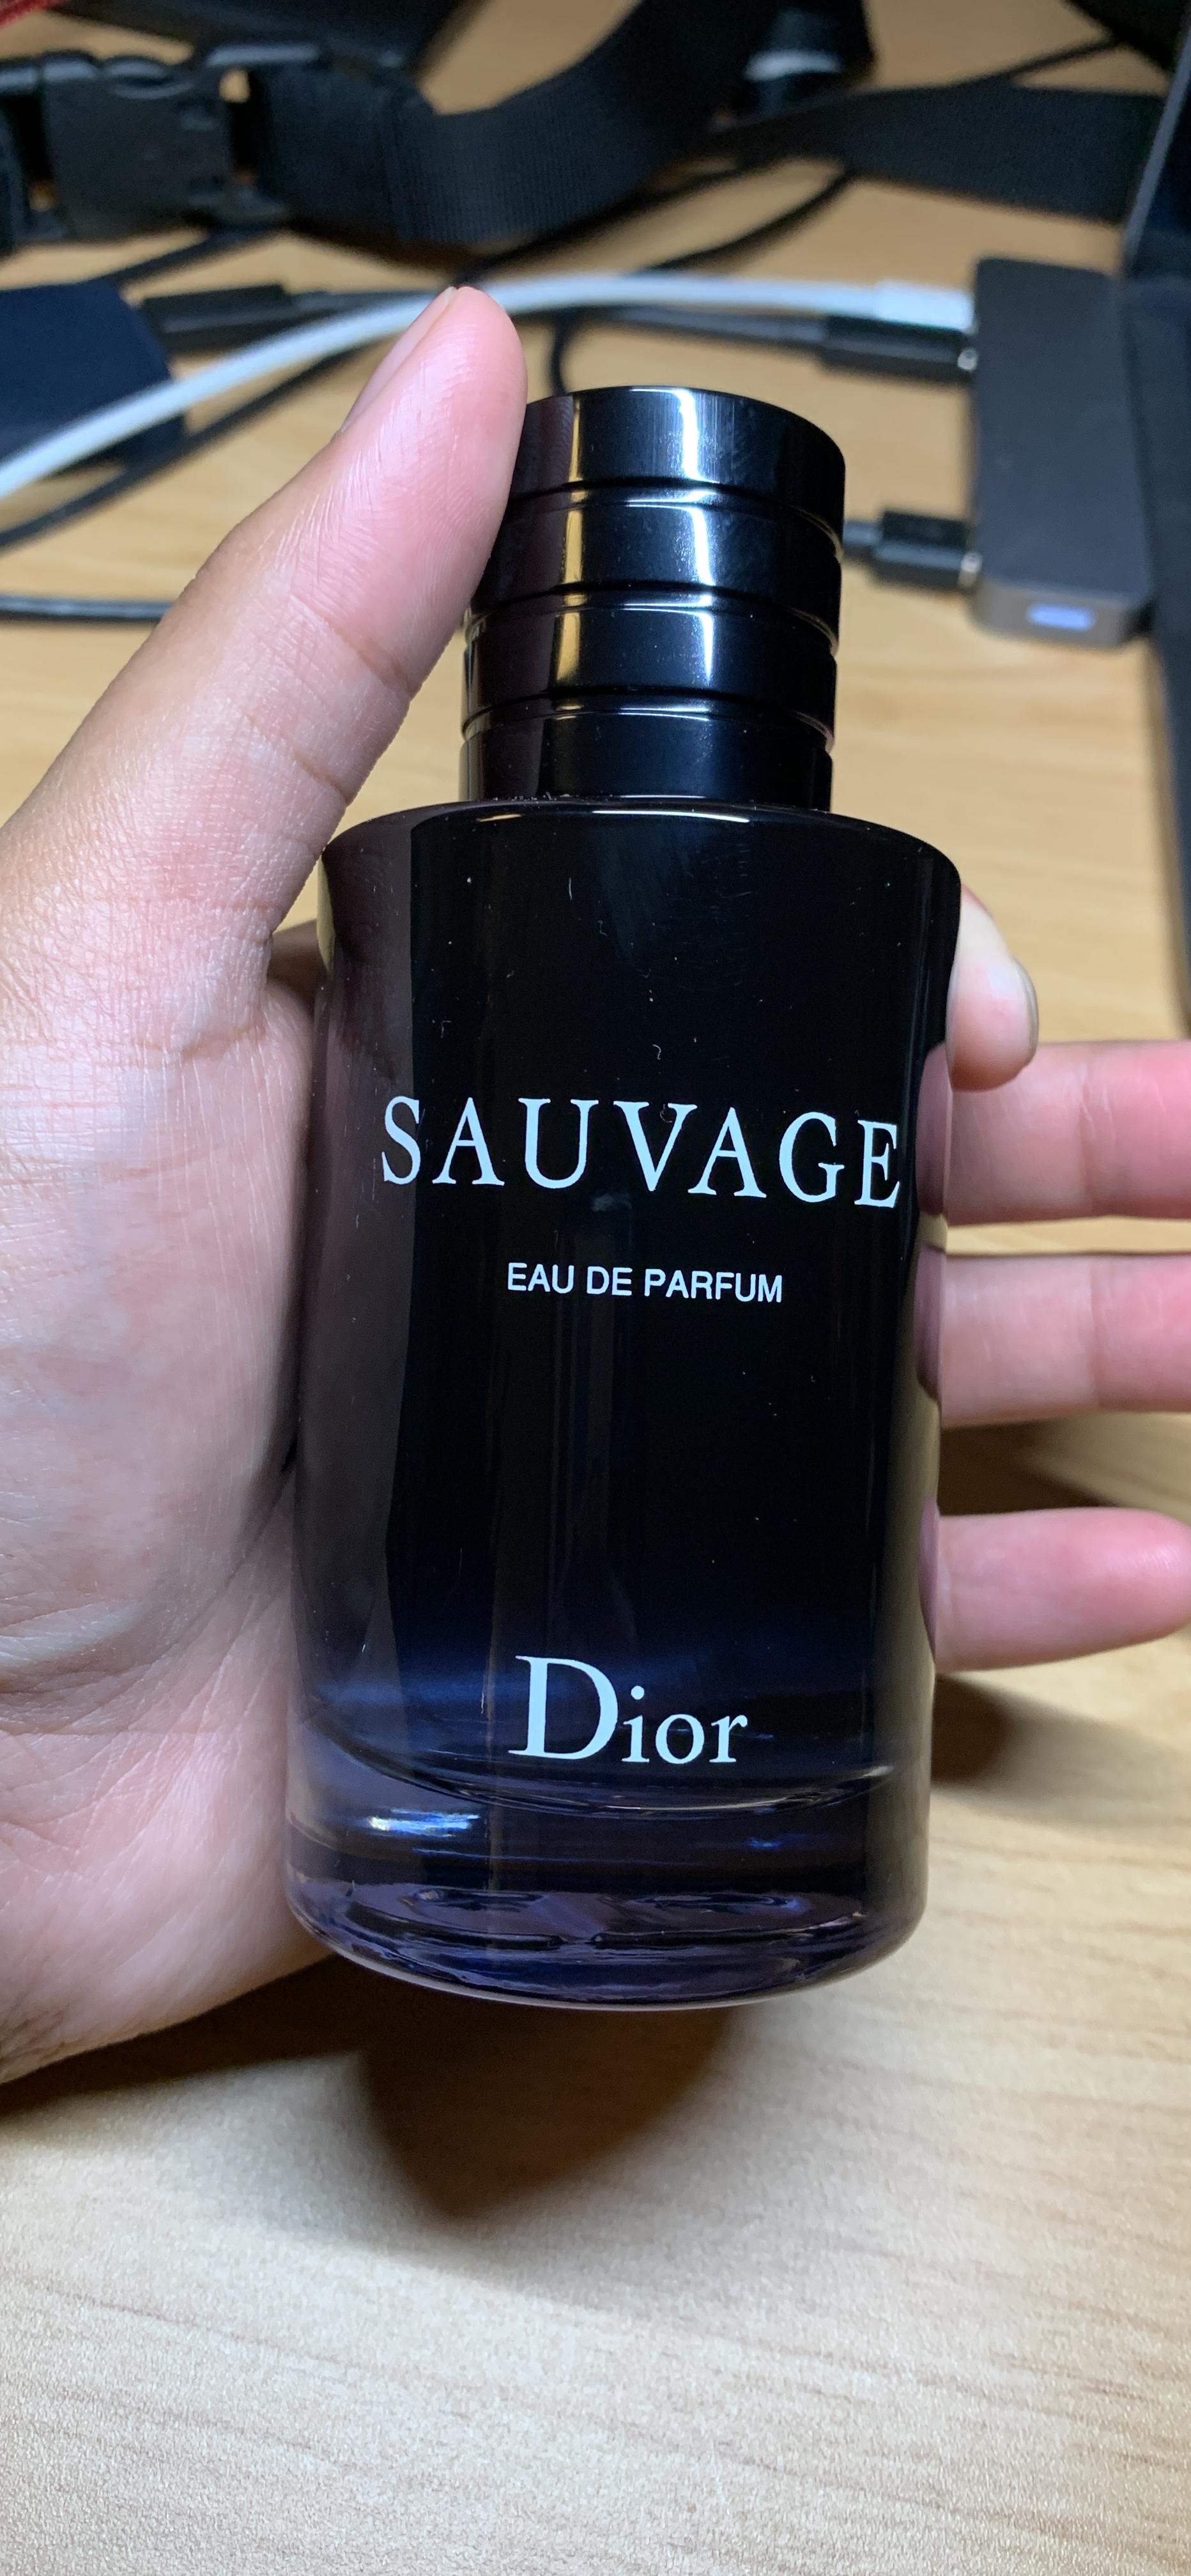 SAUVAGE
EAU DE PARFUM
Dior